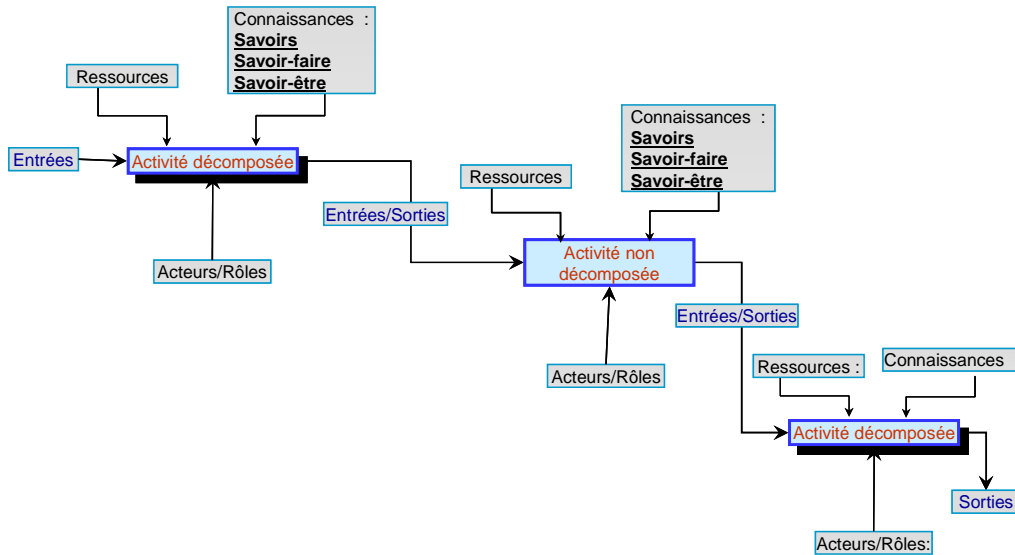 Connaissances :
Savoirs
Savoir-faire
Savoir-être
Ressources
Entrées
Activité décomposée
Entrées/Sorties
Acteurs/Rôles
Connaissances :
Savoirs
Savoir-faire
Savoir-être
Ressources
Activité non
décomposée
Entrées/Sorties
Acteurs/Rôles
Ressources :
Connaissances
Activité décomposée
Sorties
Acteurs/Rôles: